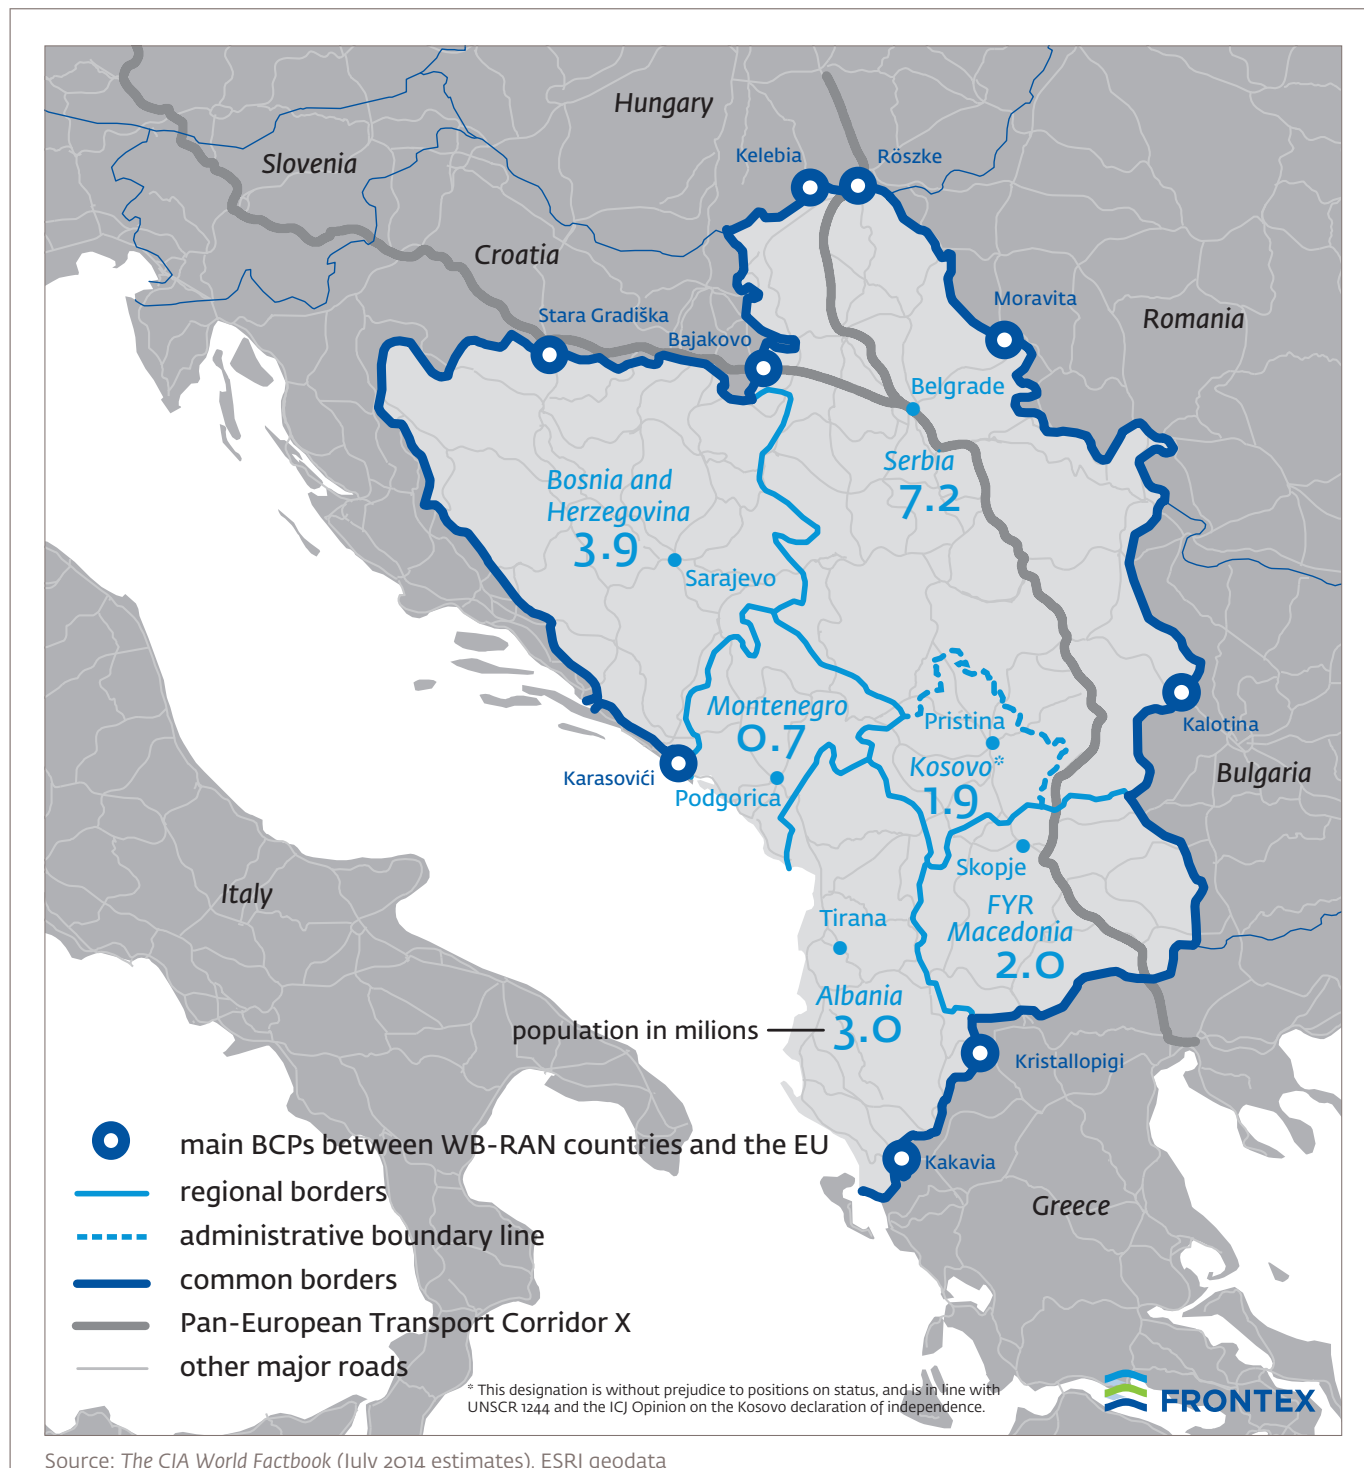 Hungary
Kelebia
Röszke
Slovenia
Croatia
Moravita
Stara Gradiška
Romania
Bajakovo
Belgrade
Serbia
7.2
Bosnia and
Herzegovina
3.9
Sarajevo
Montenegro
0.7
Pristina
Kalotina
Kosovo*
1.9
Bulgaria
Karasovići
Podgorica
Skopje
Italy
FYR
Macedonia
2.0
Tirana
Albania
3.0
population in milions
Kristallopigi
Kakavia
Greece
main BCPs between WB-RAN countries and the EU
regional borders
administrative boundary line
common borders
Pan-European Transport Corridor X
other major roads
* This designation is without prejudice to positions on status, and is in line with
UNSCR 1244 and the ICJ Opinion on the Kosovo declaration of independence.
FRONTEX
Source: The CIA World Factbook (July 2014 estimates), ESRI geodata